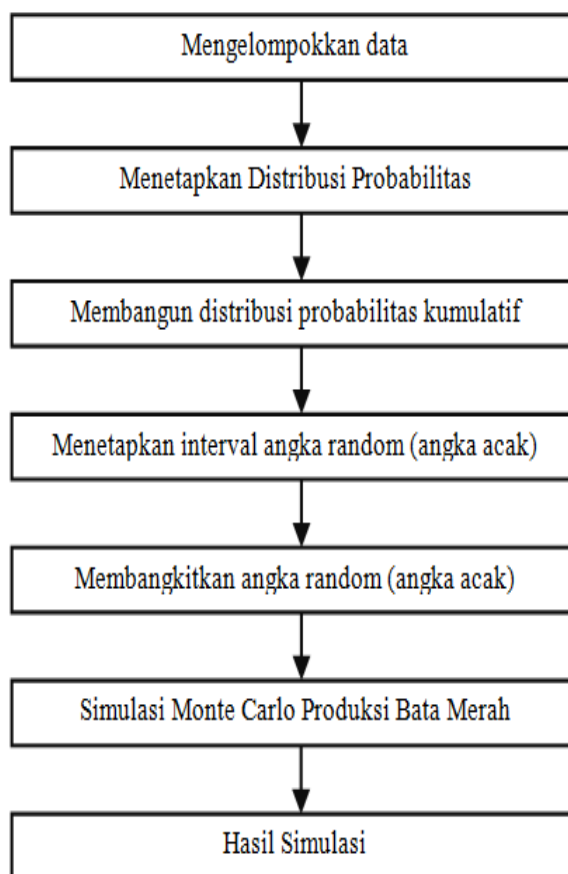 Mengelompokkan data
Menetapkan Distribusi Probabilitas
Membangun distribusi probabilitas kumulatif
Menetapkan interval angka random (angka acak)
Membangkitkan angka random (angka acak)
Simulasi Monte Carlo Produksi Bata Merah
Hasil Simulasi